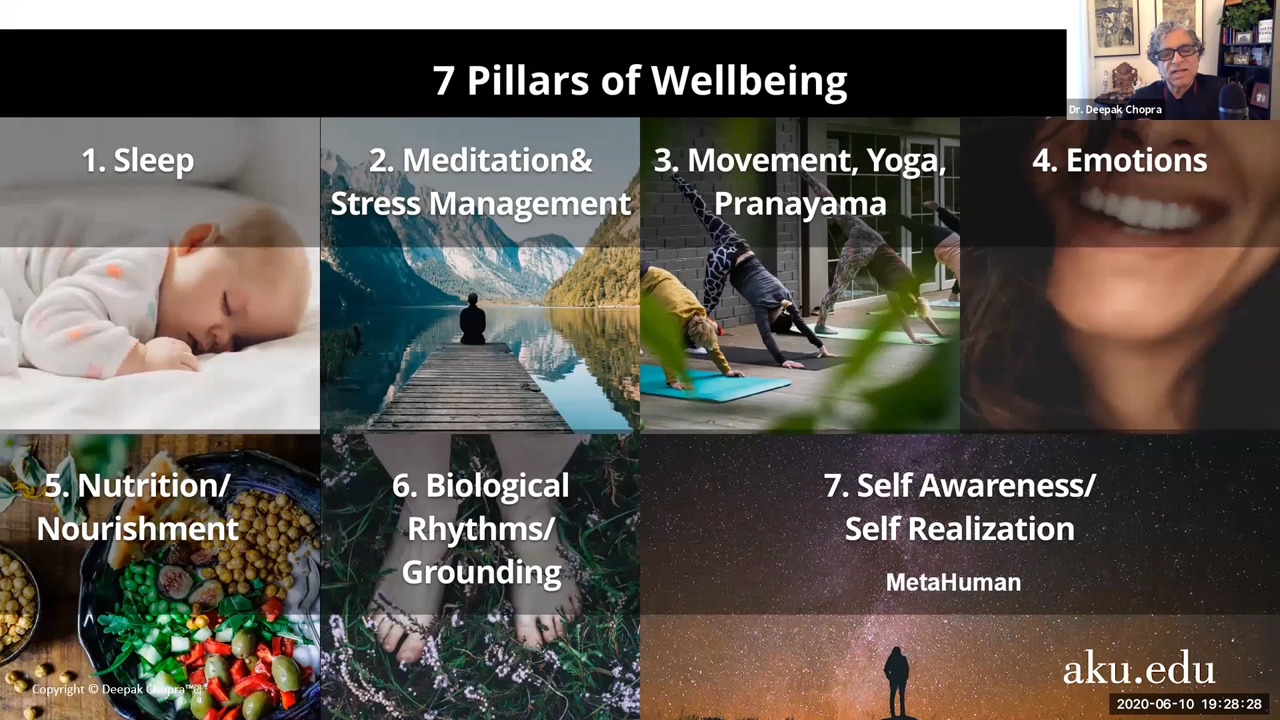 7 Pillars of Wellbeing
Dr. Deepak Chopra
1. Sleep
2. Meditation&
Stress Management
3. Movement, Yoga,
Pranayama
4. Emotions
5. Nutrition/
Nourishment
6. Biological
Rhythms/
Grounding
7. Self Awareness/
Self Realization
MetaHuman
aku.edu
Copyright © Deepak Chopra™
2020-06-10 19:28:28